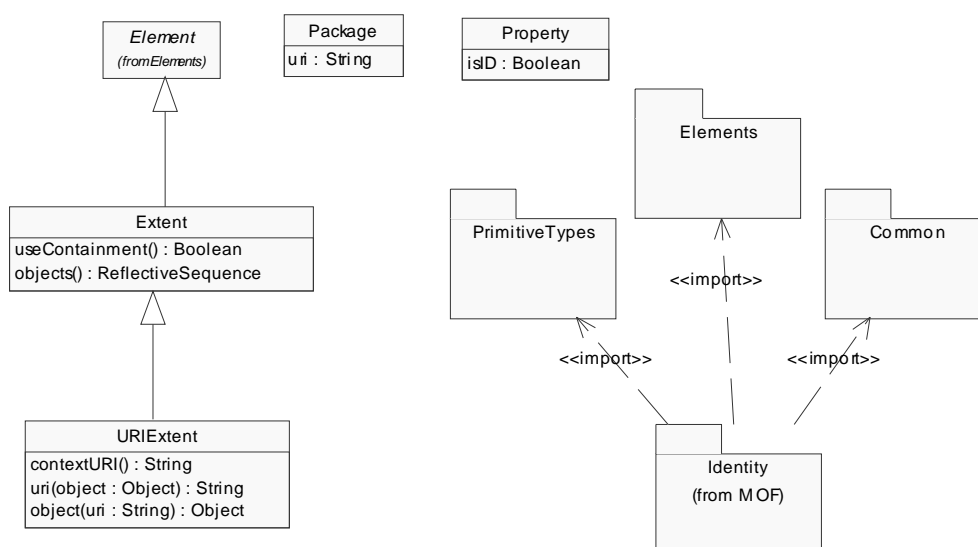 Element
(fromElements)
Package
uri : String
Property
isID : Boolean
Elements
Extent
useContainment() : Boolean
objects() : ReflectiveSequence
PrimitiveTypes
Common
<<import>>
<<import>>
<<import>>
URIExtent
contextURI() : String
uri(object : Object) : String
object(uri : String) : Object
Identity
(from MOF)